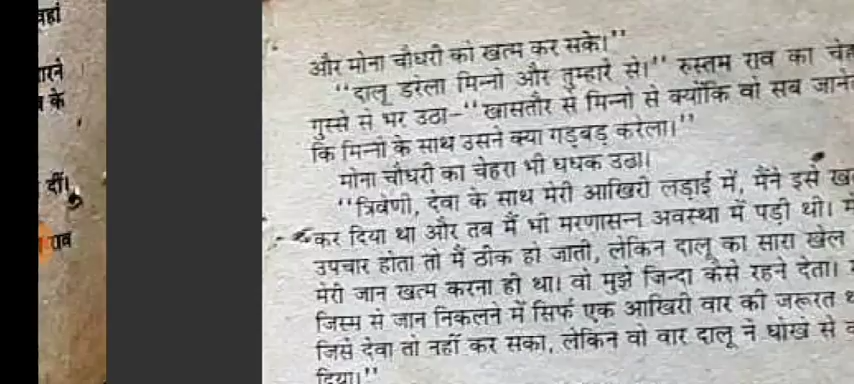 वहां
ारने
के
दीं।
राव
और मोना चौधरी को खत्म कर सके।''
''दालू डरेला मिन्नो और तुम्हारे से।'' रुस्तम राव का चेह
गुस्से से भर उठा–''खासतौर से मिन्नो से क्योंकि वो सब जाने
कि मिन्नो के साथ उसने क्या गड़बड़ करेला।''
मोना चौधरी का चेहरा भी धधक उठा।
''त्रिवेणी, देवा के साथ मेरी आखिरी लड़ाई में, मैंने इसे ख
कर दिया था और तब मैं भी मरणासन्न अवस्था में पड़ी थी। मे
उपचार होता तो मैं ठीक हो जाती, लेकिन दालू का सारा खेल
मेरी जान खत्म करना ही था। वो मुझे जिन्दा कैसे रहने देता।
जिस्म से जान निकलने में सिर्फ एक आखिरी वार की जरूरत थ
जिसे देवा तो नहीं कर सका, लेकिन वो वार दालू ने धोखे से क
दिया।''